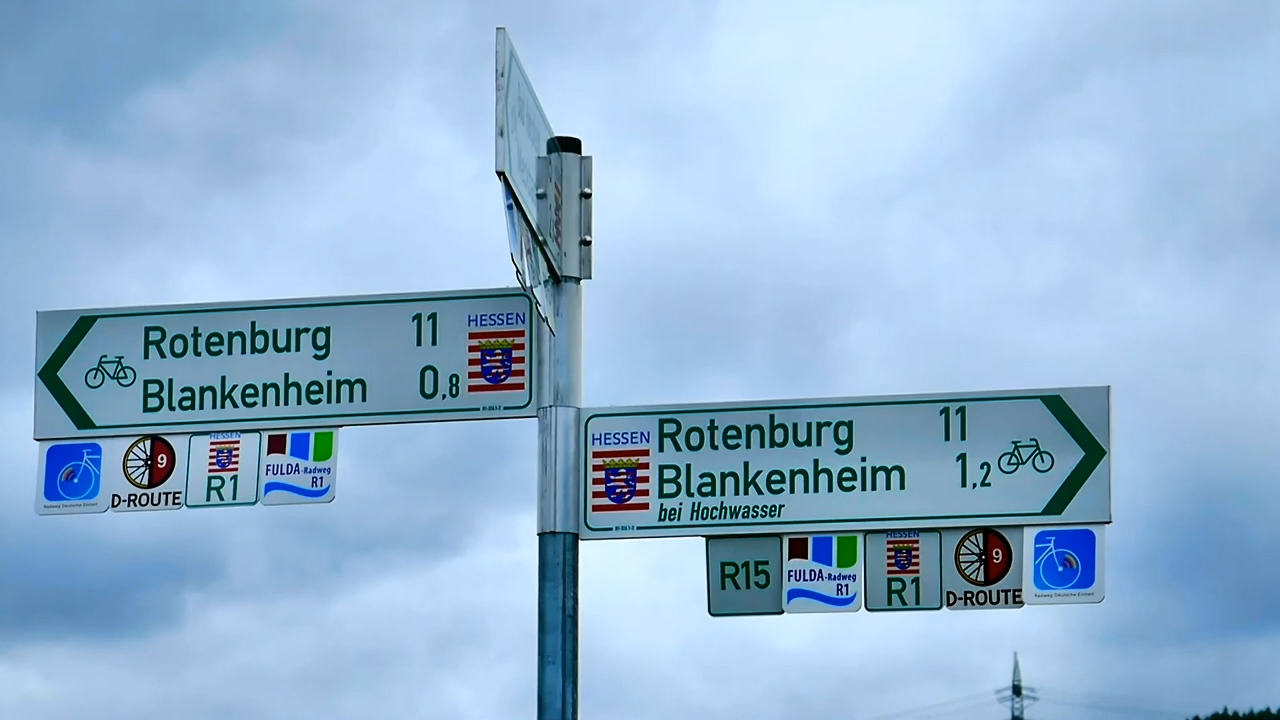 Rotenburg 11
Blankenheim 0,8
HESSEN
Radweg Deutsche Einheit
9
D-ROUTE
HESSEN
R1
FULDA-Radweg
R1
HESSEN
Rotenburg 11
Blankenheim 1,2
bei Hochwasser
R15
FULDA-Radweg
R1
HESSEN
R1
9
D-ROUTE
Radweg Deutsche Einheit